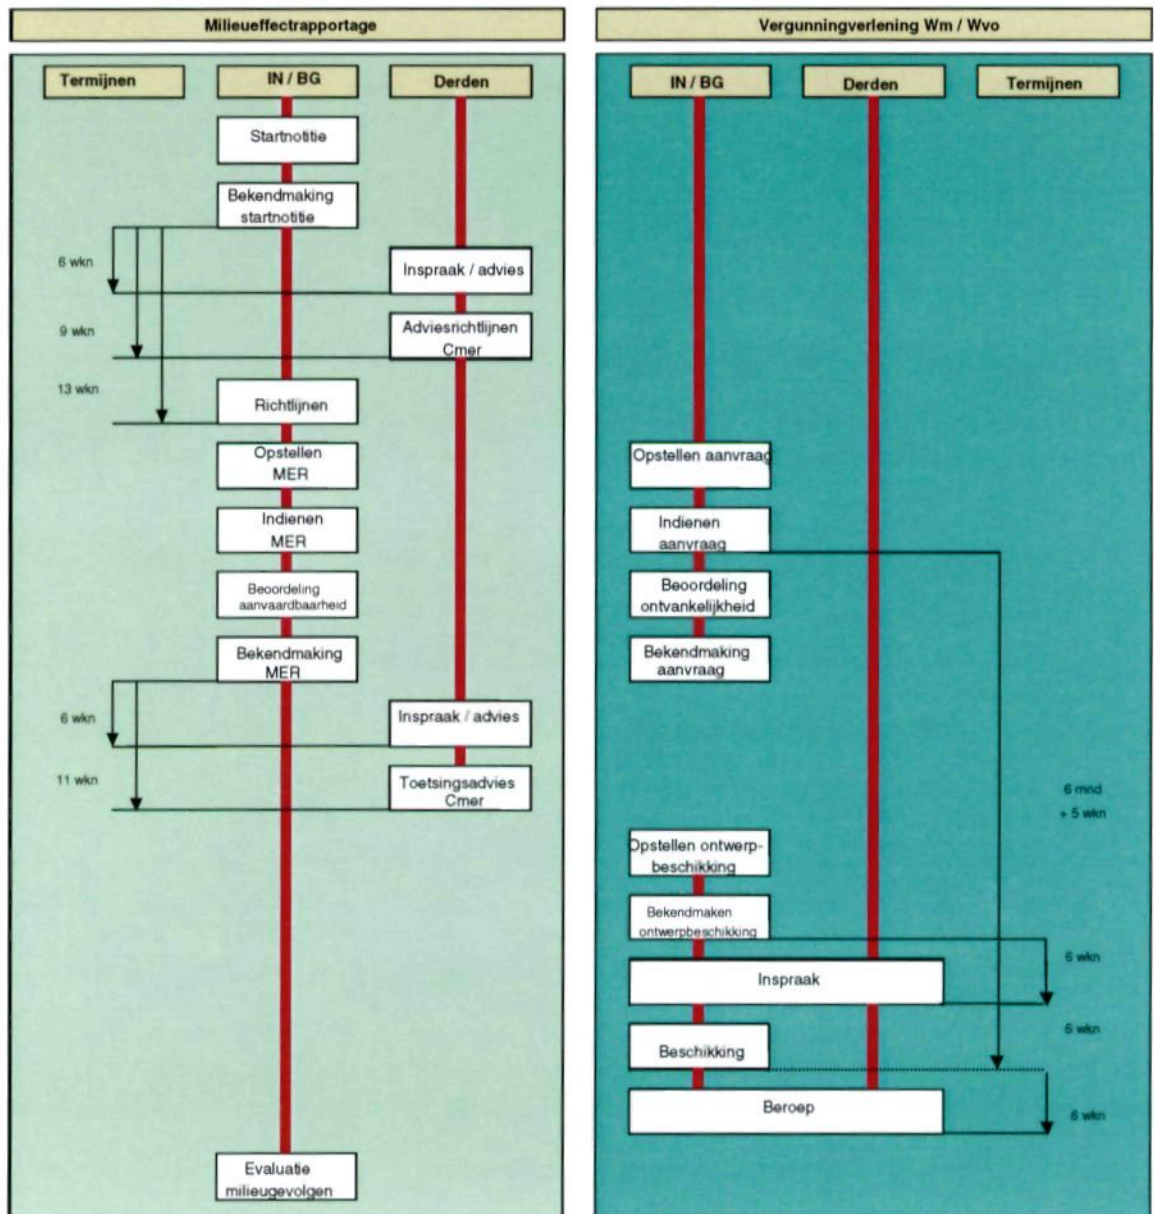 Milieueffectrapportage
Termijnen
IN / BG
Derden
Startnotitie
Bekendmaking
startnotitie
6 wkn
Inspraak / advies
9 wkn
Adviesrichtlijnen
Cmer
13 wkn
Richtlijnen
Opstellen
MER
Indienen
MER
Beoordeling
aanvaardbaarheid
Bekendmaking
MER
6 wkn
Inspraak / advies
11 wkn
Toetsingsadvies
Cmer
Evaluatie
milieugevolgen
Vergunningverlening Wm / Wvo
IN / BG
Derden
Termijnen
Opstellen aanvraag
Indienen
aanvraag
Beoordeling
ontvankelijkheid
Bekendmaking
aanvraag
6 mnd
+ 5 wkn
Opstellen ontwerp-
beschikking
Bekendmaken
ontwerpbeschikking
6 wkn
Inspraak
6 wkn
Beschikking
Beroep
6 wkn